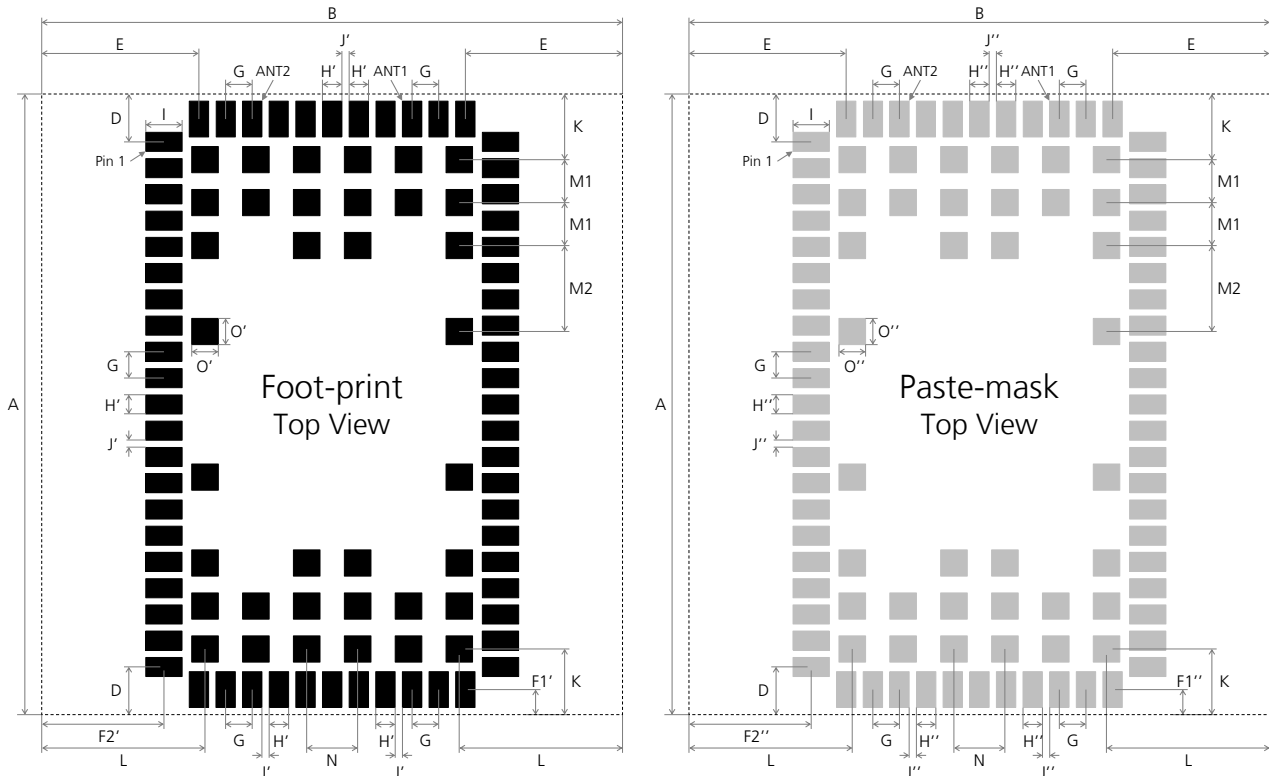 B
E J’ E
G ANT2 H’ H’ ANT1 G
D I K
Pin 1
M1
M1
M2
O’
G O’
Foot-print
A H’
Top View
J’
D F1’ K
F2’
G H’ H’ G
L N L
J’ J’
B
E J’’ E
G ANT2 H’’ H’’ ANT1 G
D I K
Pin 1
M1
M1
M2
O’’
G O’’
Paste-mask
A H’’
Top View
J’’
D F1’’ K
F2’’
G H’’ H’’ G
L N L
J’’ J’’